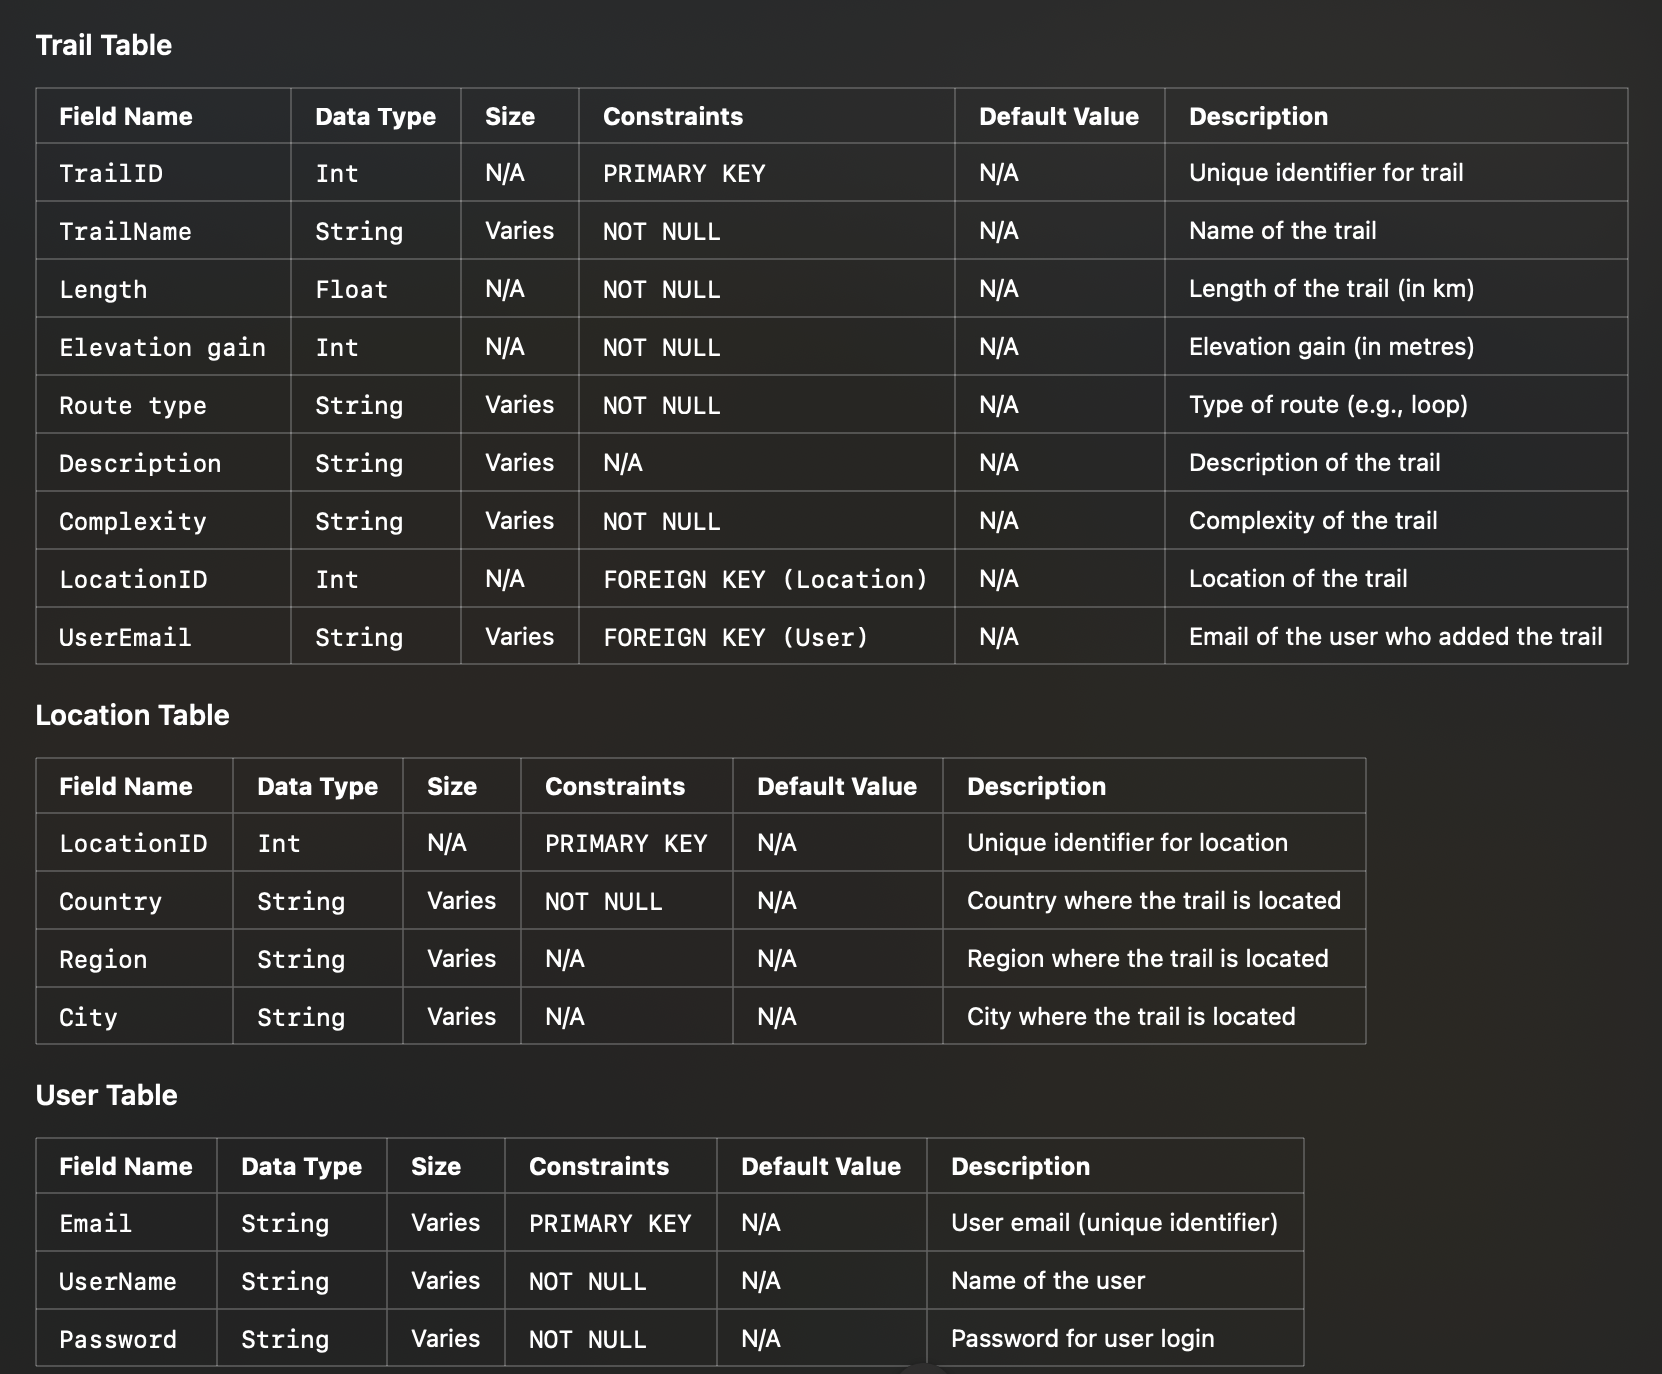 Trail Table
Field Name Data Type Size Constraints Default Value Description
TrailID Int N/A PRIMARY KEY N/A Unique identifier for trail
TrailName String Varies NOT NULL N/A Name of the trail
Length Float N/A NOT NULL N/A Length of the trail (in km)
Elevation gain Int N/A NOT NULL N/A Elevation gain (in metres)
Route type String Varies NOT NULL N/A Type of route (e.g., loop)
Description String Varies N/A N/A Description of the trail
Complexity String Varies NOT NULL N/A Complexity of the trail
LocationID Int N/A FOREIGN KEY (Location) N/A Location of the trail
UserEmail String Varies FOREIGN KEY (User) N/A Email of the user who added the trail
Location Table
Field Name Data Type Size Constraints Default Value Description
LocationID Int N/A PRIMARY KEY N/A Unique identifier for location
Country String Varies NOT NULL N/A Country where the trail is located
Region String Varies N/A N/A Region where the trail is located
City String Varies N/A N/A City where the trail is located
User Table
Field Name Data Type Size Constraints Default Value Description
Email String Varies PRIMARY KEY N/A User email (unique identifier)
UserName String Varies NOT NULL N/A Name of the user
Password String Varies NOT NULL N/A Password for user login